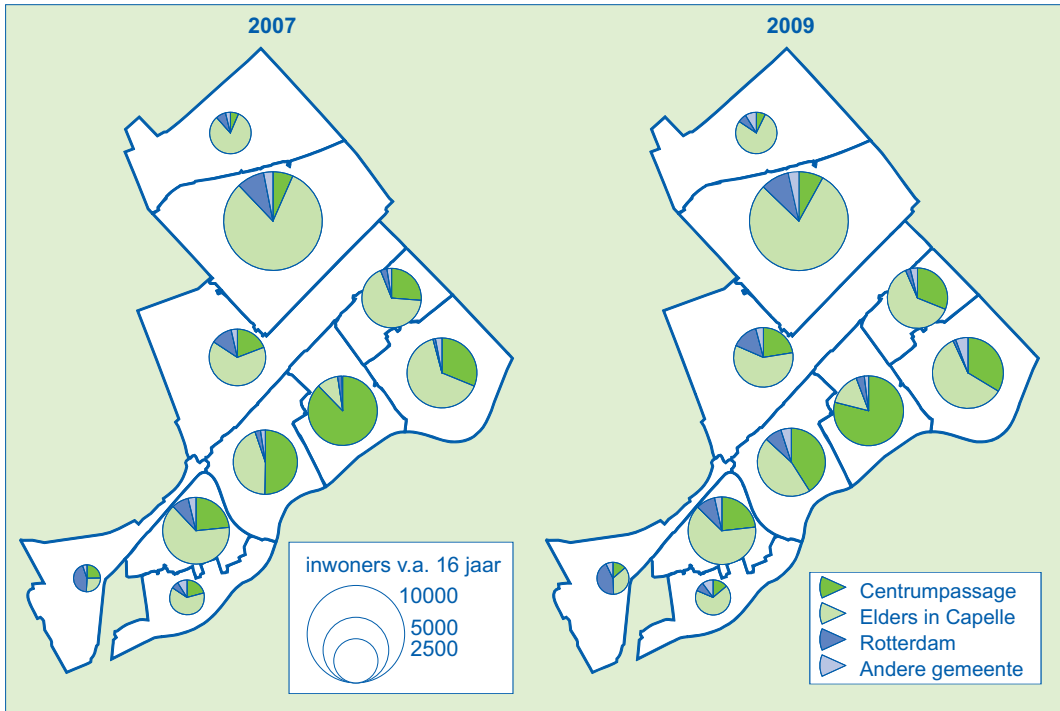 2007
2009
inwoners v.a. 16 jaar
10000
5000
2500
Centrumpassage
Elders in Capelle
Rotterdam
Andere gemeente